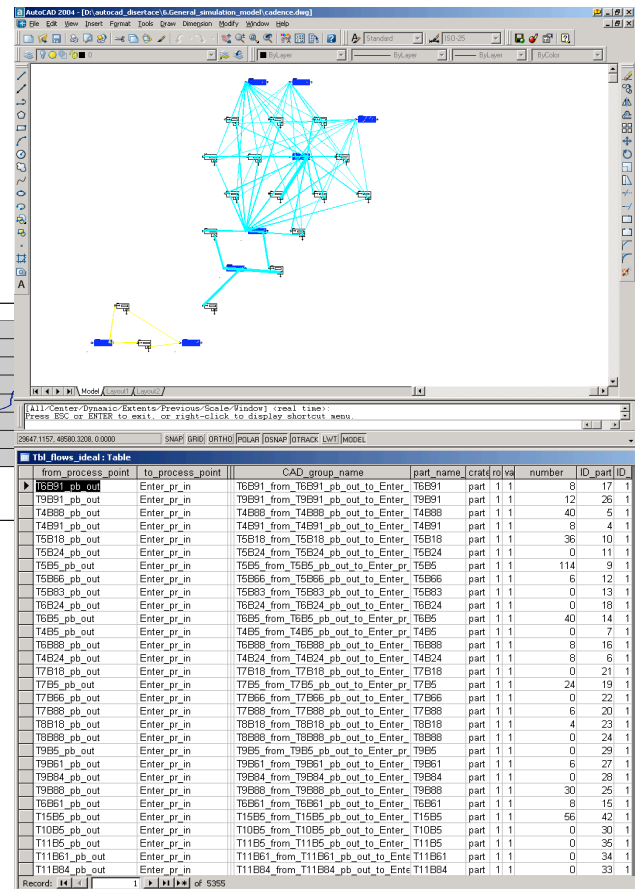 AutoCAD 2004 - [D:\autocad_disertace\6.General_simulation_model\cadence.dwg]
File Edit View Insert Format Tools Draw Dimension Modify Window Help Express
Standard ISO-25
0 ByLayer ByLayer ByLayer ByColor
Model Layout1 Layout2
[All/Center/Dynamic/Extents/Previous/Scale/Window] <real time>:
Press ESC or ENTER to exit, or right-click to display shortcut menu.
29647.1157, 48580.3208, 0.0000 SNAP GRID ORTHO POLAR OSNAP OTRACK LWT MODEL
Tbl_flows_ideal : Table
from_process_point to_process_point CAD_group_name part_name crate ro va number ID_part ID_
T6B91_pb_out Enter_pr_in T6B91_from_T6B91_pb_out_to_Enter_ T6B91 part 1 1 8 17 1
T9B91_pb_out Enter_pr_in T9B91_from_T9B91_pb_out_to_Enter_ T9B91 part 1 1 12 26 1
T4B88_pb_out Enter_pr_in T4B88_from_T4B88_pb_out_to_Enter_ T4B88 part 1 1 40 5 1
T4B91_pb_out Enter_pr_in T4B91_from_T4B91_pb_out_to_Enter_ T4B91 part 1 1 8 4 1
T5B18_pb_out Enter_pr_in T5B18_from_T5B18_pb_out_to_Enter_ T5B18 part 1 1 36 10 1
T5B24_pb_out Enter_pr_in T5B24_from_T5B24_pb_out_to_Enter_ T5B24 part 1 1 0 11 1
T5B5_pb_out Enter_pr_in T5B5_from_T5B5_pb_out_to_Enter_pr_ T5B5 part 1 1 114 9 1
T5B66_pb_out Enter_pr_in T5B66_from_T5B66_pb_out_to_Enter_ T5B66 part 1 1 6 12 1
T5B83_pb_out Enter_pr_in T5B83_from_T5B83_pb_out_to_Enter_ T5B83 part 1 1 0 13 1
T6B24_pb_out Enter_pr_in T6B24_from_T6B24_pb_out_to_Enter_ T6B24 part 1 1 0 18 1
T6B5_pb_out Enter_pr_in T6B5_from_T6B5_pb_out_to_Enter_pr_ T6B5 part 1 1 40 14 1
T4B5_pb_out Enter_pr_in T4B5_from_T4B5_pb_out_to_Enter_pr_ T4B5 part 1 1 0 7 1
T6B88_pb_out Enter_pr_in T6B88_from_T6B88_pb_out_to_Enter_ T6B88 part 1 1 8 16 1
T4B24_pb_out Enter_pr_in T4B24_from_T4B24_pb_out_to_Enter_ T4B24 part 1 1 8 6 1
T7B18_pb_out Enter_pr_in T7B18_from_T7B18_pb_out_to_Enter_ T7B18 part 1 1 0 21 1
T7B5_pb_out Enter_pr_in T7B5_from_T7B5_pb_out_to_Enter_pr_ T7B5 part 1 1 24 19 1
T7B66_pb_out Enter_pr_in T7B66_from_T7B66_pb_out_to_Enter_ T7B66 part 1 1 0 22 1
T7B88_pb_out Enter_pr_in T7B88_from_T7B88_pb_out_to_Enter_ T7B88 part 1 1 6 20 1
T8B18_pb_out Enter_pr_in T8B18_from_T8B18_pb_out_to_Enter_ T8B18 part 1 1 4 23 1
T8B88_pb_out Enter_pr_in T8B88_from_T8B88_pb_out_to_Enter_ T8B88 part 1 1 0 24 1
T9B5_pb_out Enter_pr_in T9B5_from_T9B5_pb_out_to_Enter_pr_ T9B5 part 1 1 0 29 1
T9B61_pb_out Enter_pr_in T9B61_from_T9B61_pb_out_to_Enter_ T9B61 part 1 1 6 27 1
T9B84_pb_out Enter_pr_in T9B84_from_T9B84_pb_out_to_Enter_ T9B84 part 1 1 0 28 1
T9B88_pb_out Enter_pr_in T9B88_from_T9B88_pb_out_to_Enter_ T9B88 part 1 1 30 25 1
T6B61_pb_out Enter_pr_in T6B61_from_T6B61_pb_out_to_Enter_ T6B61 part 1 1 8 15 1
T15B5_pb_out Enter_pr_in T15B5_from_T15B5_pb_out_to_Enter_ T15B5 part 1 1 56 42 1
T10B5_pb_out Enter_pr_in T10B5_from_T10B5_pb_out_to_Enter_ T10B5 part 1 1 0 30 1
T11B5_pb_out Enter_pr_in T11B5_from_T11B5_pb_out_to_Enter_ T11B5 part 1 1 0 35 1
T11B61_pb_out Enter_pr_in T11B61_from_T11B61_pb_out_to_Ente T11B61 part 1 1 0 34 1
T11B84_pb_out Enter_pr_in T11B84_from_T11B84_pb_out_to_Ente T11B84 part 1 1 0 33 1
Record: 1 of 5355